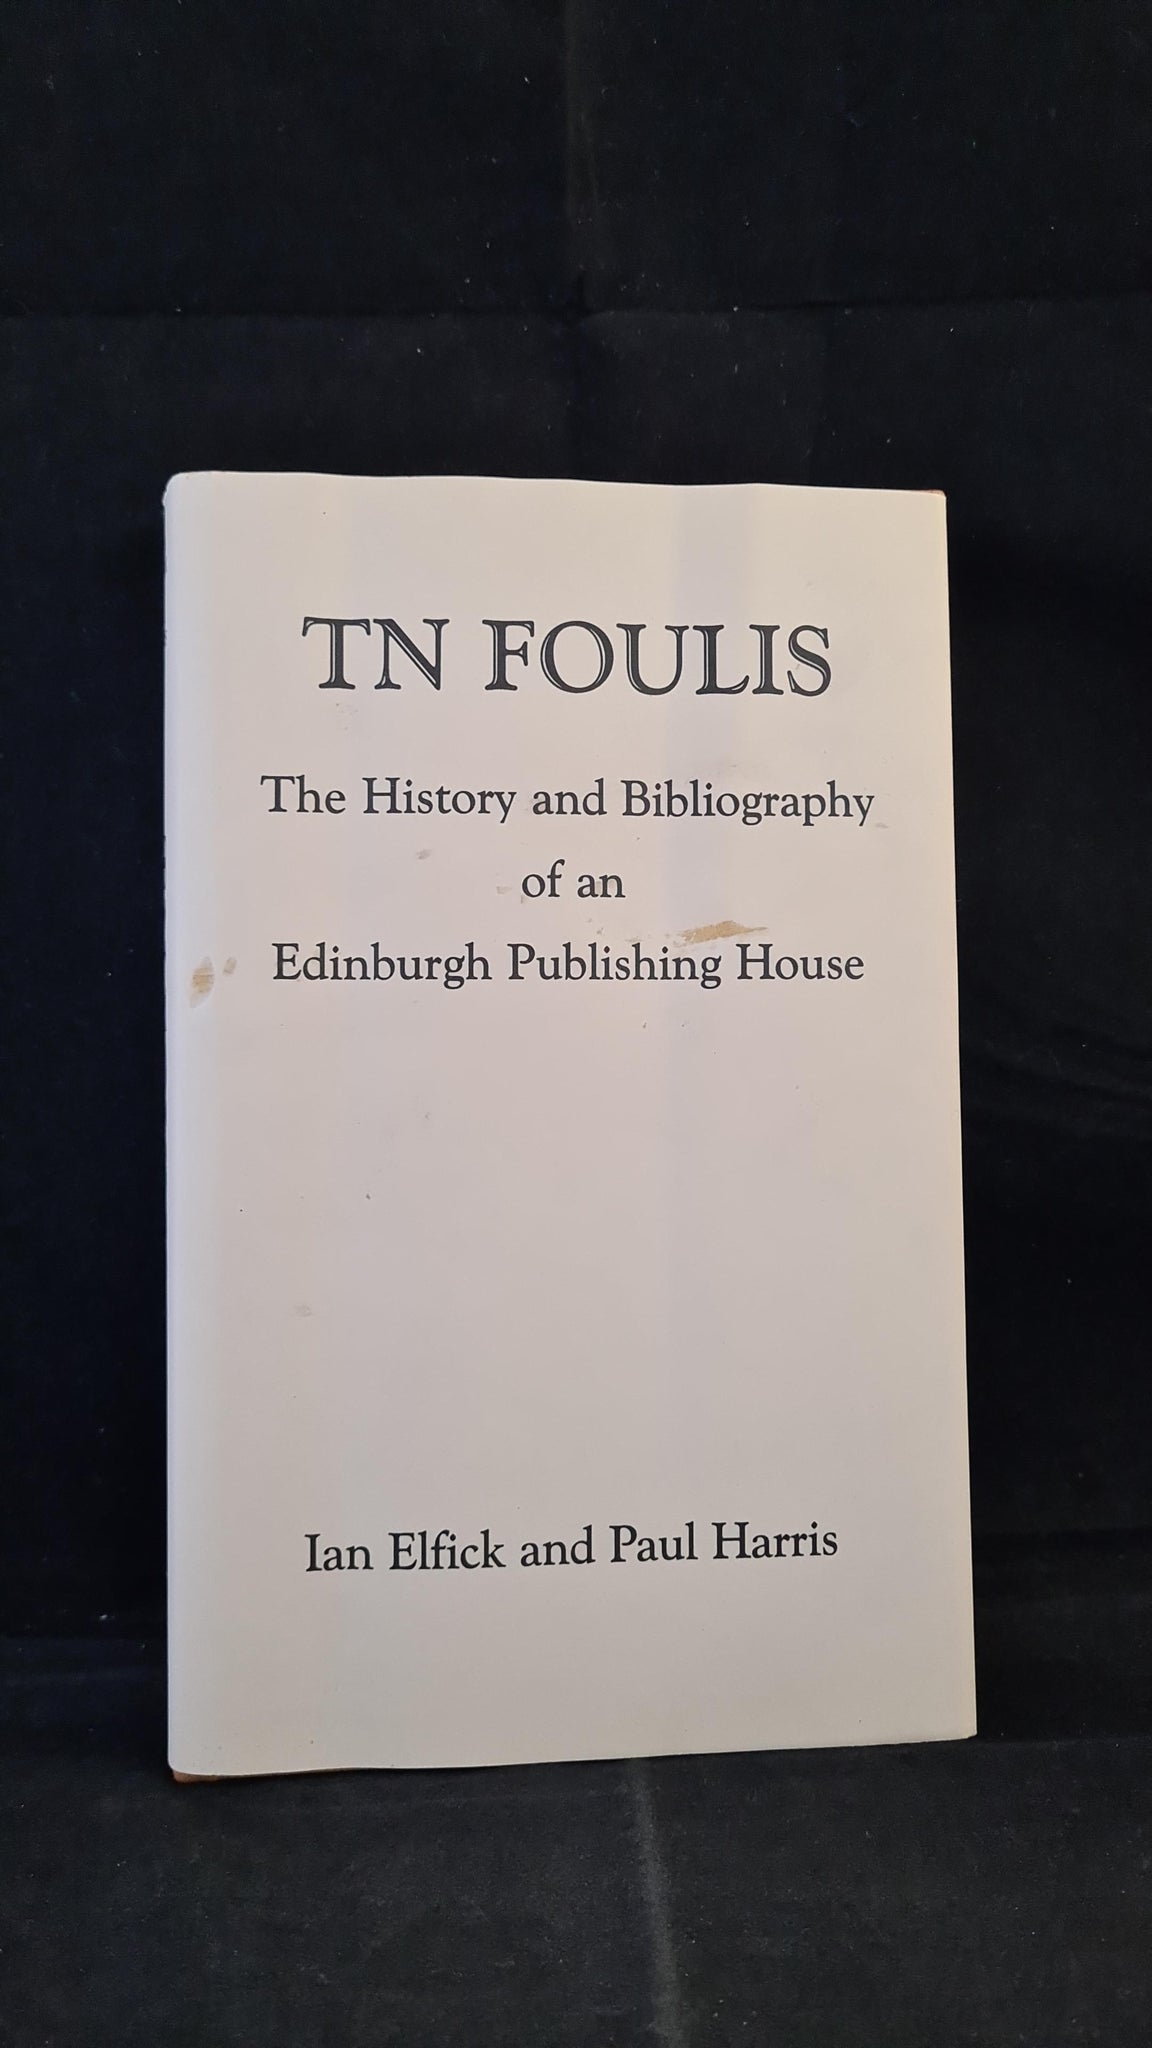 TN FOULIS
The History and Bibliography
of an
Edinburgh Publishing House
Ian Elfick and Paul Harris